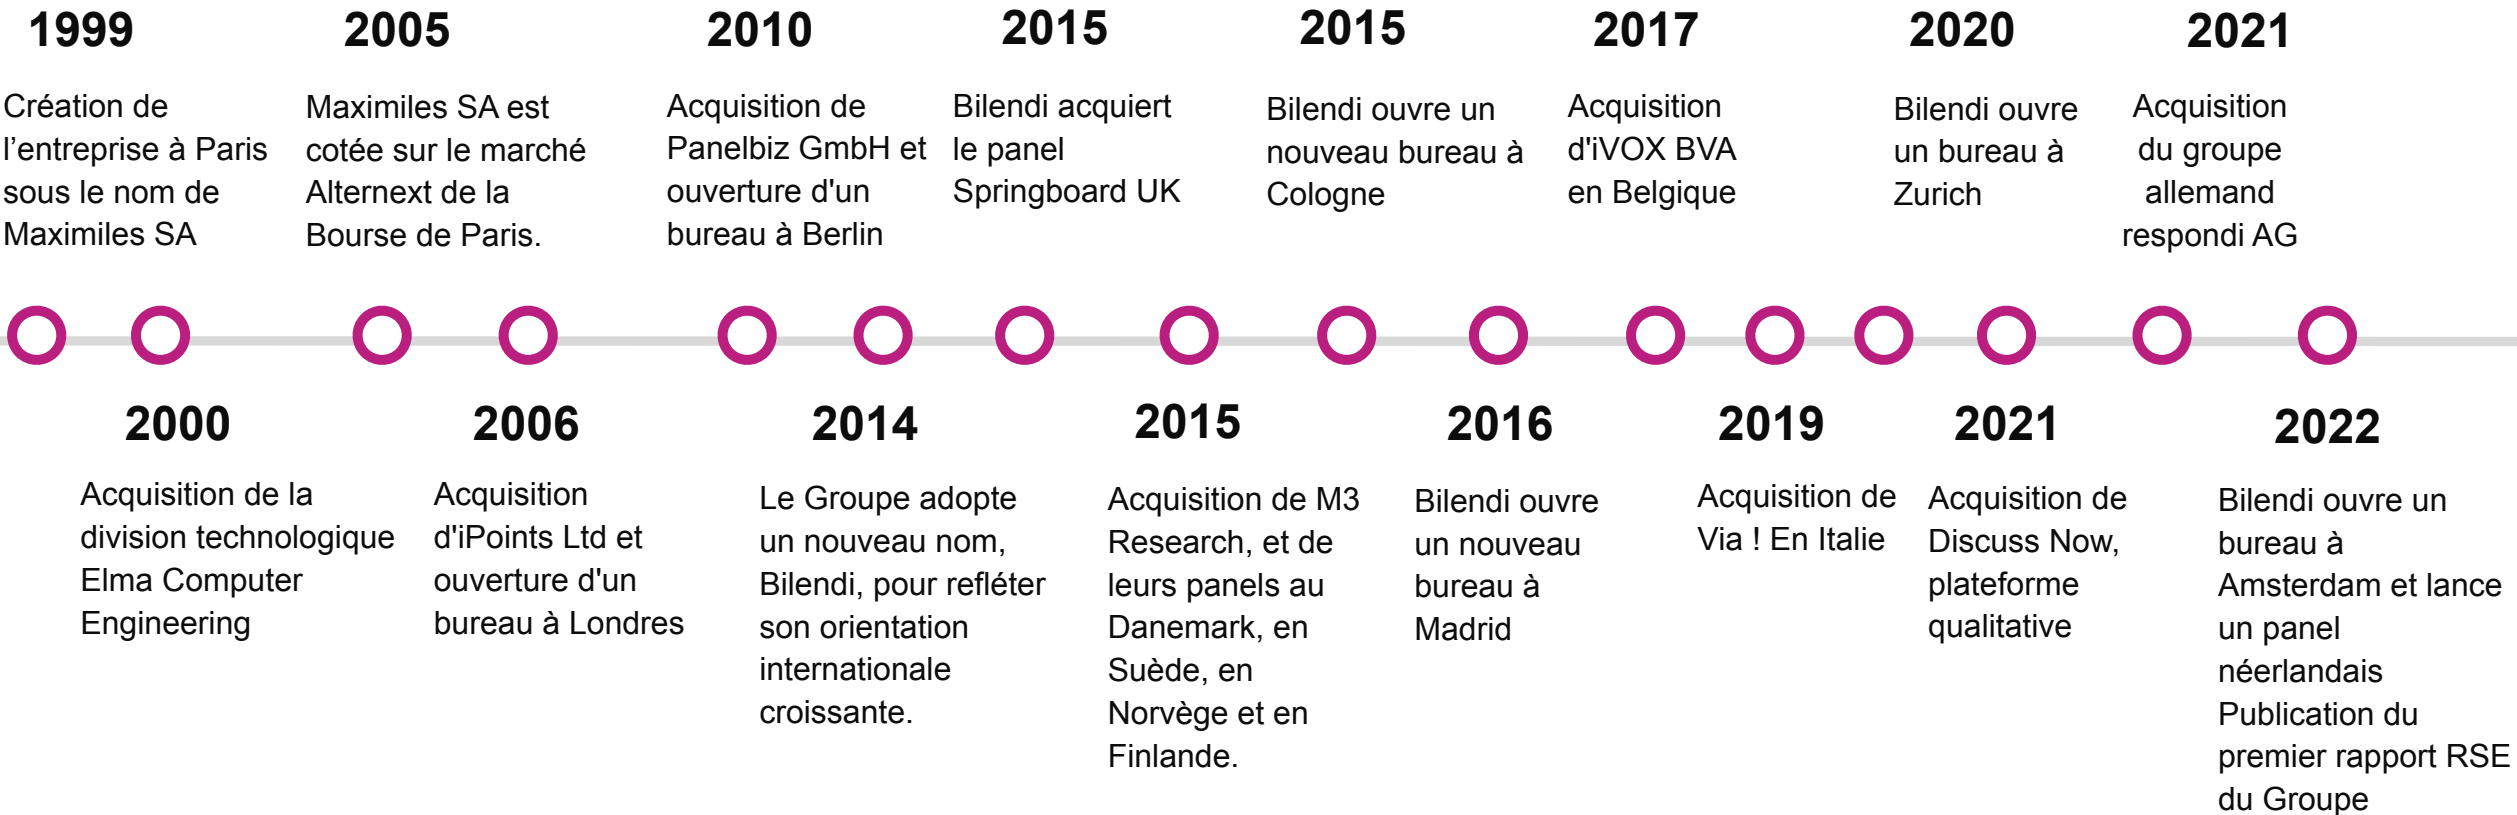 1999
Création de
l’entreprise à Paris
sous le nom de
Maximiles SA
2000
Acquisition de la
division technologique
Elma Computer
Engineering
2005
Maximiles SA est
cotée sur le marché
Alternext de la
Bourse de Paris.
2006
Acquisition
d'iPoints Ltd et
ouverture d'un
bureau à Londres
2010
Acquisition de
Panelbiz GmbH et
ouverture d'un
bureau à Berlin
2014
Le Groupe adopte
un nouveau nom,
Bilendi, pour refléter
son orientation
internationale
croissante.
2015
Bilendi acquiert
le panel
Springboard UK
2015
Acquisition de M3
Research, et de
leurs panels au
Danemark, en
Suède, en
Norvège et en
Finlande.
2015
Bilendi ouvre un
nouveau bureau à
Cologne
2016
Bilendi ouvre
un nouveau
bureau à
Madrid
2017
Acquisition
d'iVOX BVA
en Belgique
2019
Acquisition de
Via ! En Italie
2020
Bilendi ouvre
un bureau à
Zurich
2021
Acquisition de
Discuss Now,
plateforme
qualitative
2021
Acquisition
du groupe
allemand
respondi AG
2022
Bilendi ouvre un
bureau à
Amsterdam et lance
un panel
néerlandais
Publication du
premier rapport RSE
du Groupe